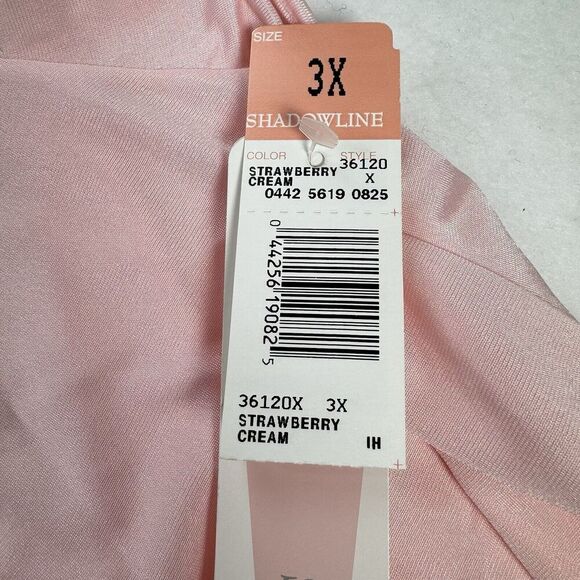 SIZE
3X
SHADOWLINE
COLOR STYLE
STRAWBERRY 36120
CREAM X
0442 5619 0825
0 44256 19082 5
36120X 3X
STRAWBERRY
CREAM IH